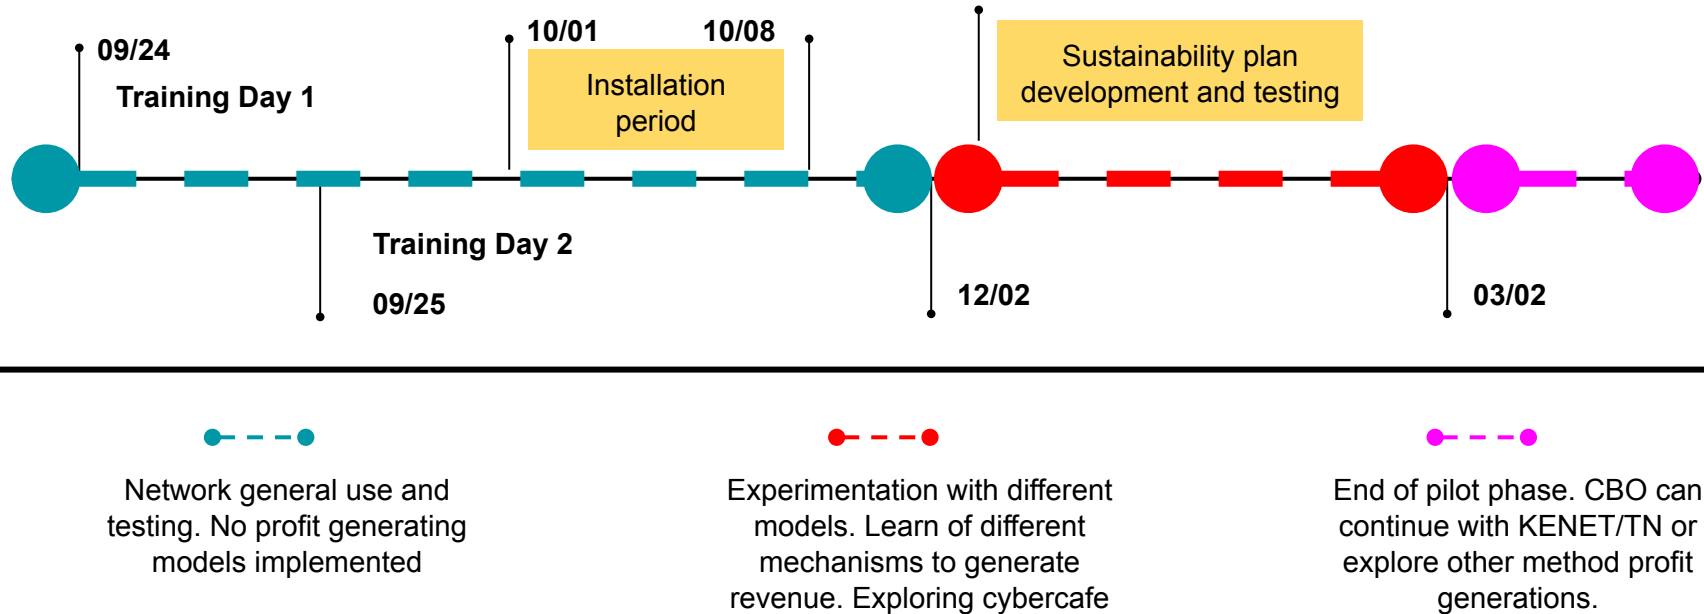 09/24
Training Day 1
10/01
10/08
Installation
period
Sustainability plan
development and testing
Training Day 2
09/25
12/02
03/02
Network general use and
testing. No profit generating
models implemented
Experimentation with different
models. Learn of different
mechanisms to generate
revenue. Exploring cybercafe
End of pilot phase. CBO can
continue with KENET/TN or
explore other method profit
generations.